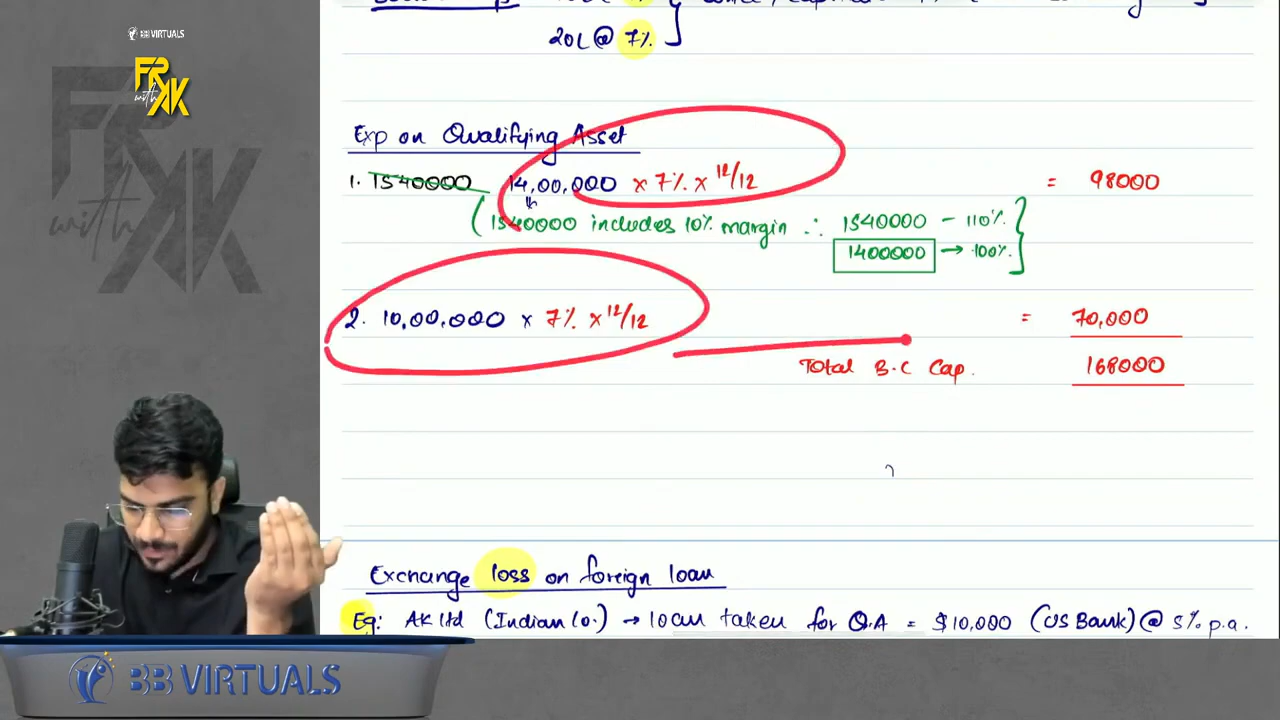 BB VIRTUALS
FR
with
AK
20L @ 7%
Exp on Qualifying Asset
1. 1540000 14,00,000 x 7% x 12/12 = 98000
(1540000 includes 10% margin ∴ 1540000 - 110%
1400000 → 100%
2. 10,00,000 x 7% x 12/12 = 70,000
Total B.C Cap. = 168000
Exchange loss on foreign loan
Eg: AK ltd (Indian Co.) → loan taken for Q.A = $10,000 (US Bank) @ 5% p.a.
BB VIRTUALS